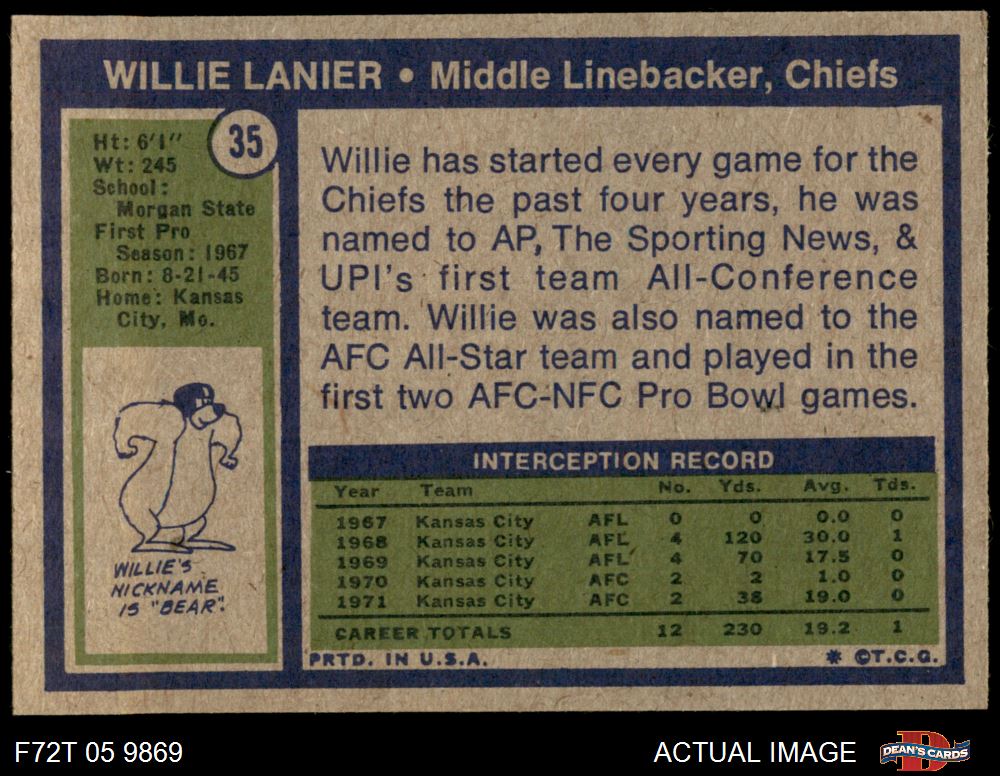 WILLIE LANIER • Middle Linebacker, Chiefs
35
Ht: 6'1"
Wt: 245
School:
Morgan State
First Pro
Season: 1967
Born: 8-21-45
Home: Kansas
City, Mo.
WILLIE'S
NICKNAME
IS "BEAR".
Willie has started every game for the
Chiefs the past four years, he was
named to AP, The Sporting News, &
UPI's first team All-Conference
team. Willie was also named to the
AFC All-Star team and played in the
first two AFC-NFC Pro Bowl games.
INTERCEPTION RECORD
Year Team No. Yds. Avg. Tds.
1967 Kansas City AFL 0 0 0.0 0
1968 Kansas City AFL 4 120 30.0 1
1969 Kansas City AFL 4 70 17.5 0
1970 Kansas City AFC 2 2 1.0 0
1971 Kansas City AFC 2 38 19.0 0
CAREER TOTALS 12 230 19.2 1
PRTD. IN U.S.A. * ©T.C.G.
F72T 05 9869 ACTUAL IMAGE D DEAN'S CARDS